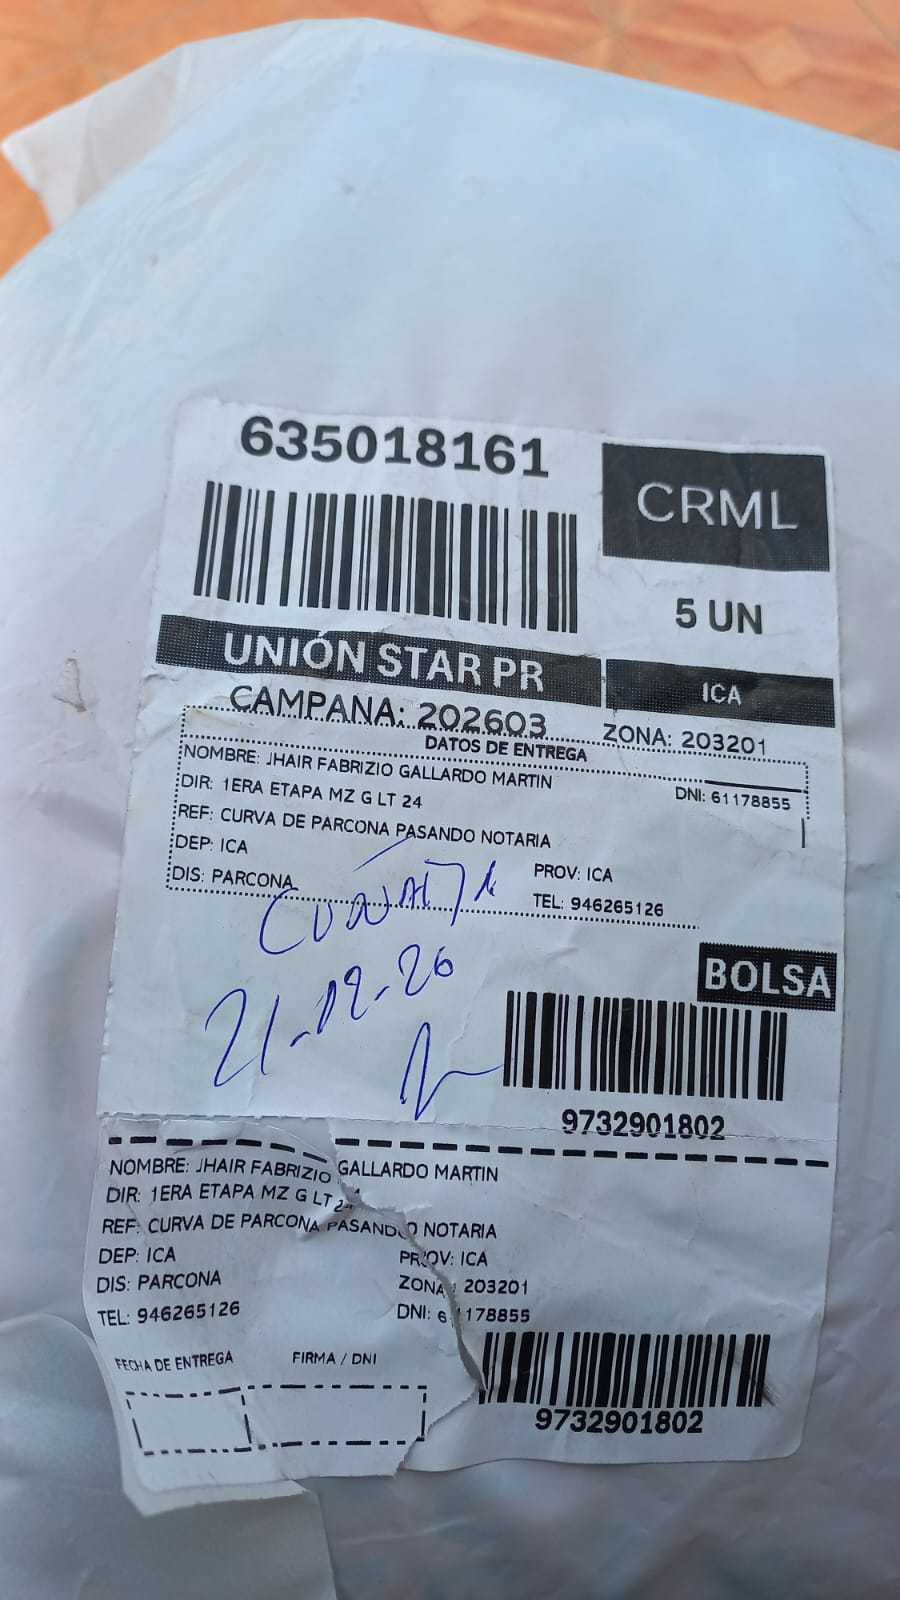 635018161
CRML
5 UN
UNIÓN STAR PR
ICA
CAMPANA: 202603
ZONA: 203201
DATOS DE ENTREGA
NOMBRE: JHAIR FABRIZIO GALLARDO MARTIN
DNI: 61178855
DIR: 1ERA ETAPA MZ G LT 24
REF: CURVA DE PARCONA PASANDO NOTARIA
DEP: ICA
PROV: ICA
DIS: PARCONA
TEL: 946265126
21-02-26
BOLSA
9732901802
NOMBRE: JHAIR FABRIZIO GALLARDO MARTIN
DIR: 1ERA ETAPA MZ G LT 24
REF: CURVA DE PARCONA PASANDO NOTARIA
DEP: ICA
PROV: ICA
DIS: PARCONA
ZONA: 203201
TEL: 946265126
DNI: 61178855
FECHA DE ENTREGA
FIRMA / DNI
9732901802